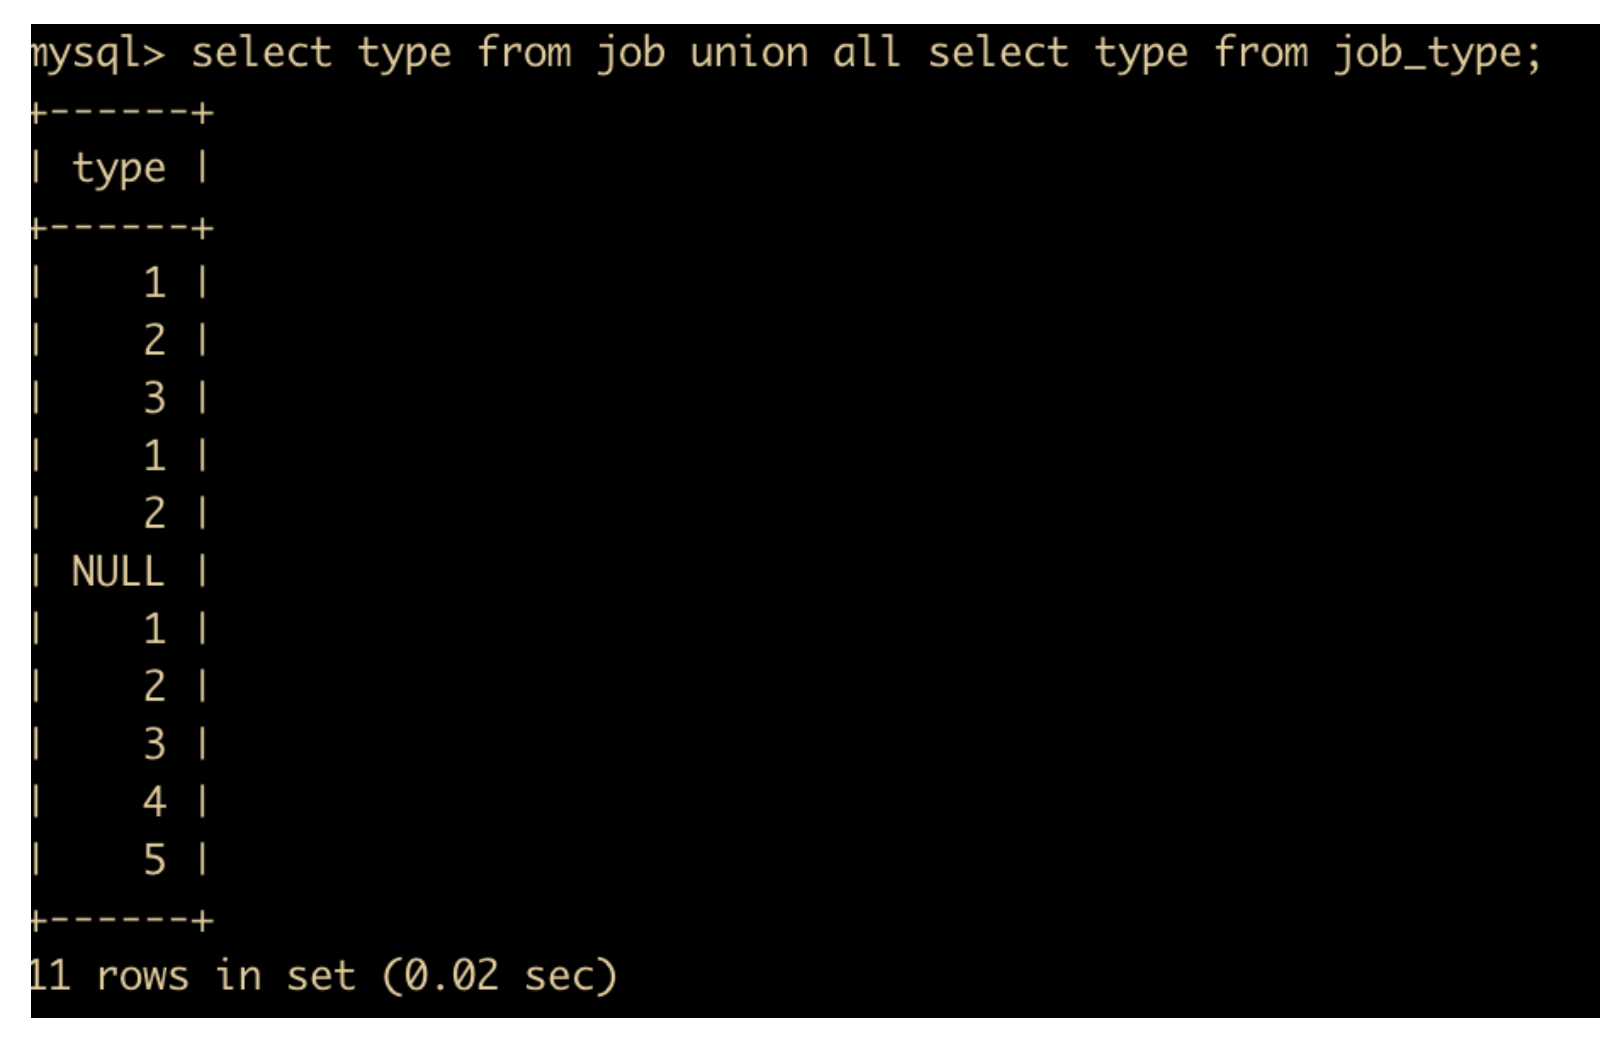 mysql> select type from job union all select type from job_type;
+------+
| type |
+------+
|    1 |
|    2 |
|    3 |
|    1 |
|    2 |
| NULL |
|    1 |
|    2 |
|    3 |
|    4 |
|    5 |
+------+
11 rows in set (0.02 sec)